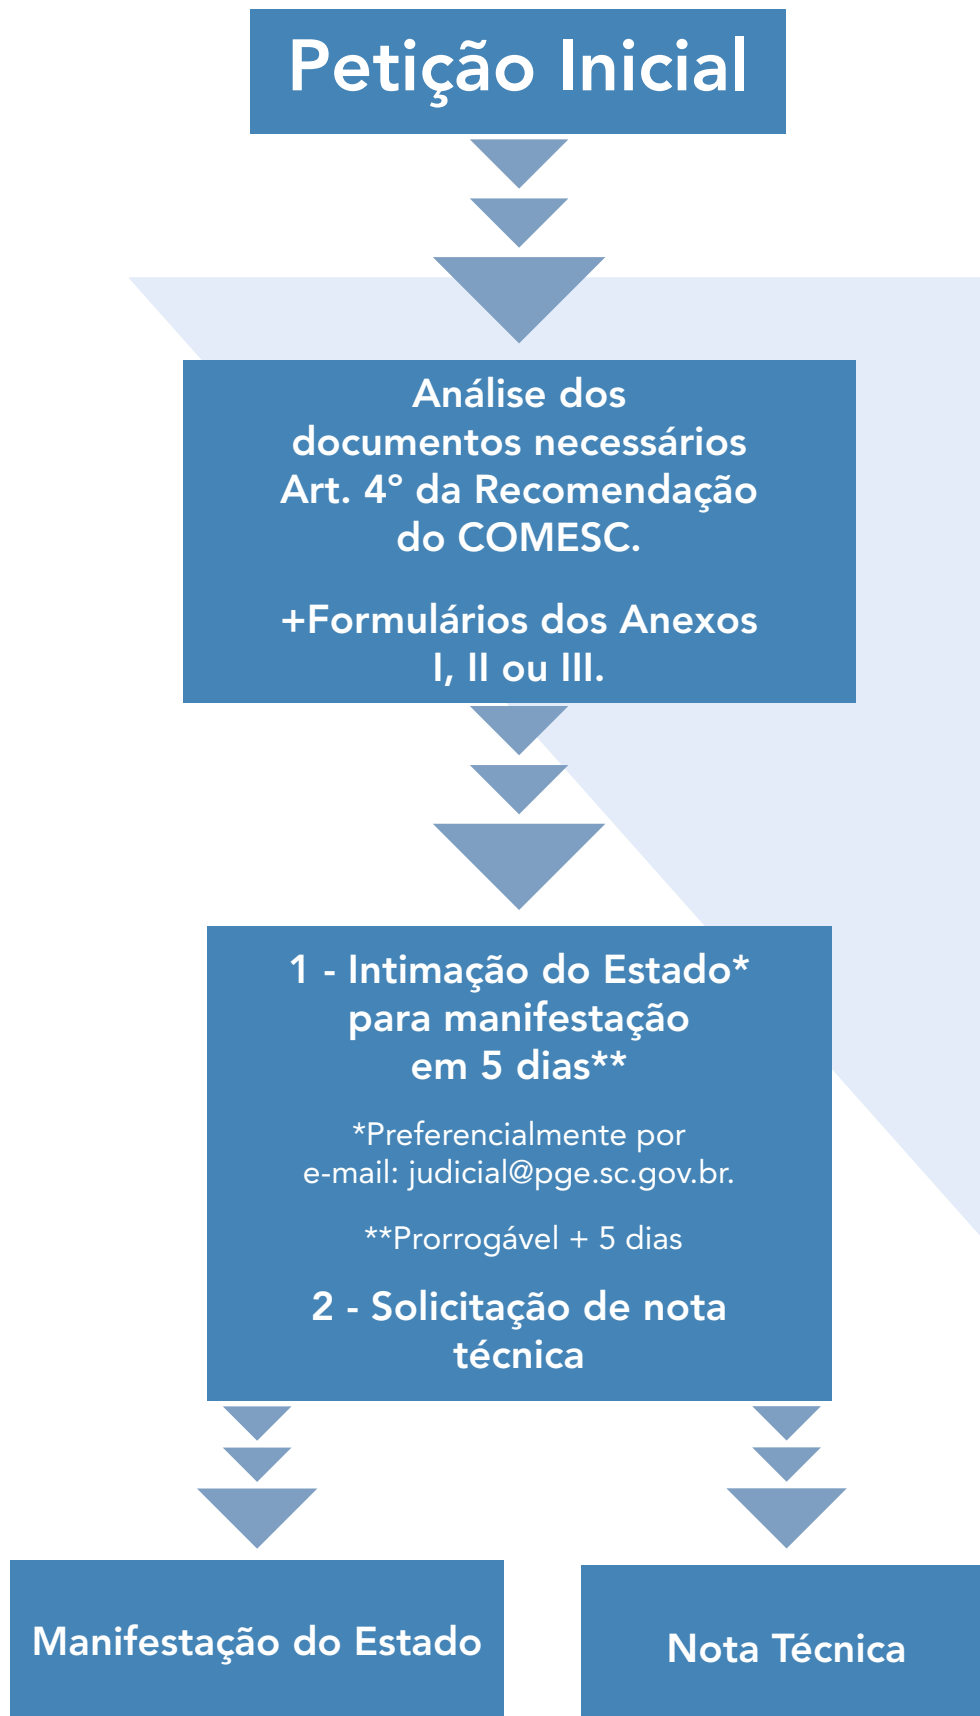 Petição Inicial
Análise dos
documentos necessários
Art. 4º da Recomendação
do COMESC.
+Formulários dos Anexos
I, II ou III.
1 - Intimação do Estado*
para manifestação
em 5 dias**
*Preferencialmente por
e-mail: judicial@pge.sc.gov.br.
**Prorrogável + 5 dias
2 - Solicitação de nota
técnica
Manifestação do Estado
Nota Técnica